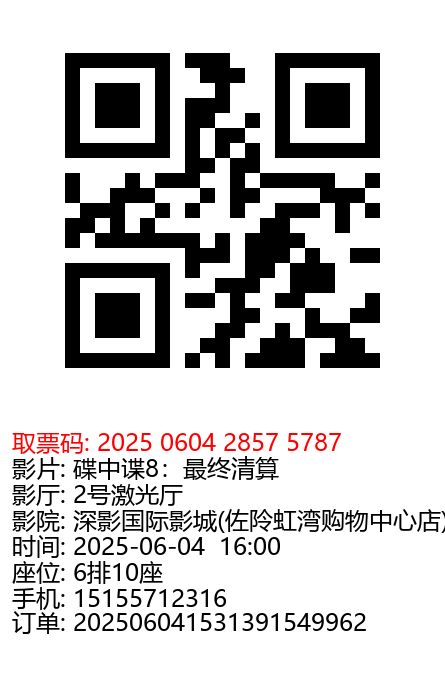 取票码: 2025 0604 2857 5787
影片: 碟中谍8：最终清算
影厅: 2号激光厅
影院: 深影国际影城(佐阾虹湾购物中心店)
时间: 2025-06-04 16:00
座位: 6排10座
手机: 15155712316
订单: 202506041531391549962